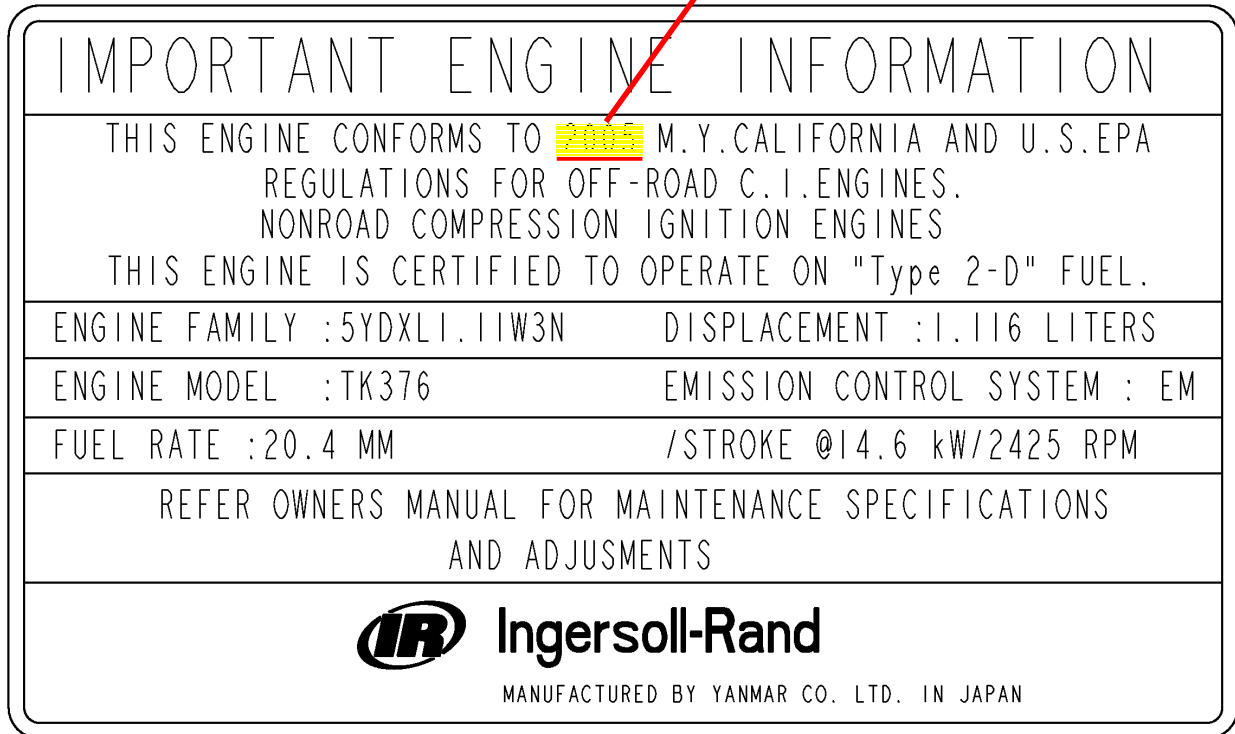 IMPORTANT ENGINE INFORMATION
THIS ENGINE CONFORMS TO 2005 M.Y.CALIFORNIA AND U.S.EPA
REGULATIONS FOR OFF-ROAD C.I.ENGINES.
NONROAD COMPRESSION IGNITION ENGINES
THIS ENGINE IS CERTIFIED TO OPERATE ON "Type 2-D" FUEL.
ENGINE FAMILY :5YDXL1.11W3N DISPLACEMENT :1.116 LITERS
ENGINE MODEL :TK376 EMISSION CONTROL SYSTEM : EM
FUEL RATE :20.4 MM /STROKE @14.6 kW/2425 RPM
REFER OWNERS MANUAL FOR MAINTENANCE SPECIFICATIONS
AND ADJUSMENTS
IR Ingersoll-Rand
MANUFACTURED BY YANMAR CO. LTD. IN JAPAN